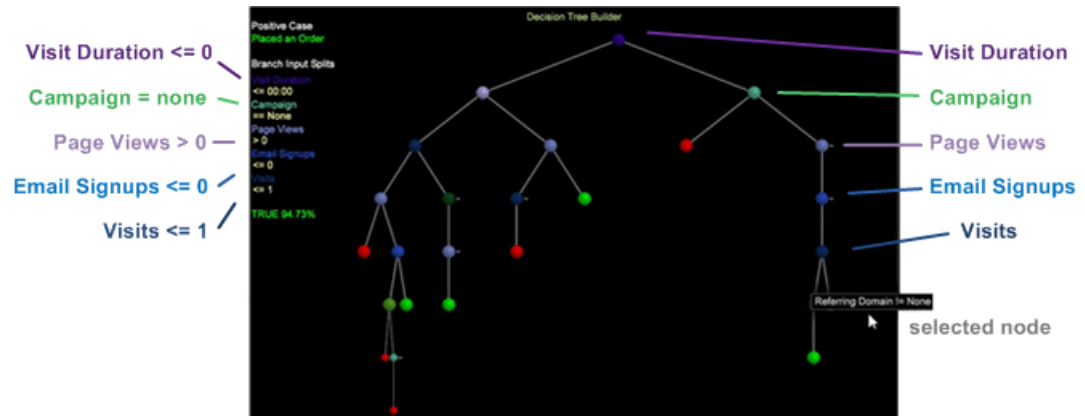 Decision Tree Builder
Positive Case
Placed an Order
Branch Input Splits
Visit Duration
<= 00:00
Campaign
== None
Page Views
> 0
Email Signups
<= 0
Visits
<= 1
TRUE 94.73%
Visit Duration <= 0
Campaign = none
Page Views > 0
Email Signups <= 0
Visits <= 1
Visit Duration
Campaign
Page Views
Email Signups
Visits
Referring Domain != None
selected node